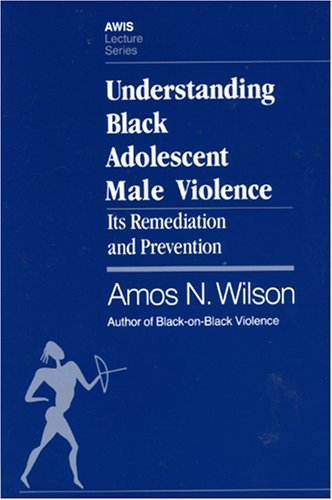 AWIS
Lecture
Series
Understanding
Black
Adolescent
Male Violence
Its Remediation
and Prevention
Amos N. Wilson
Author of Black-on-Black Violence